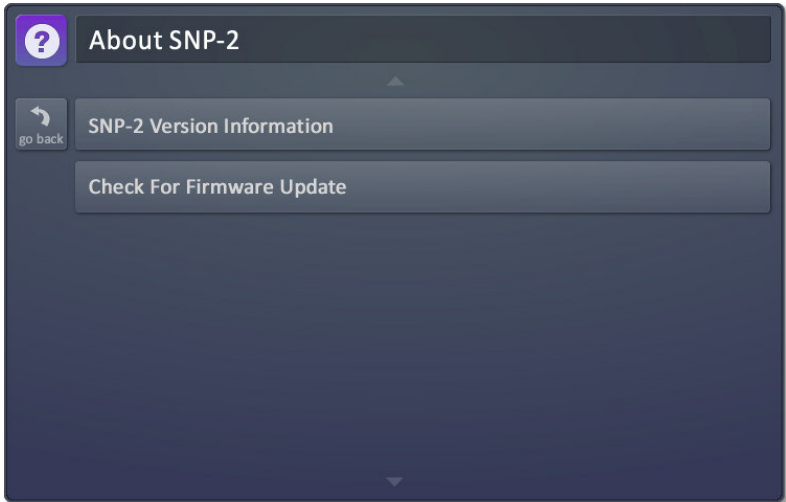 ?
About SNP-2
go back
SNP-2 Version Information
Check For Firmware Update